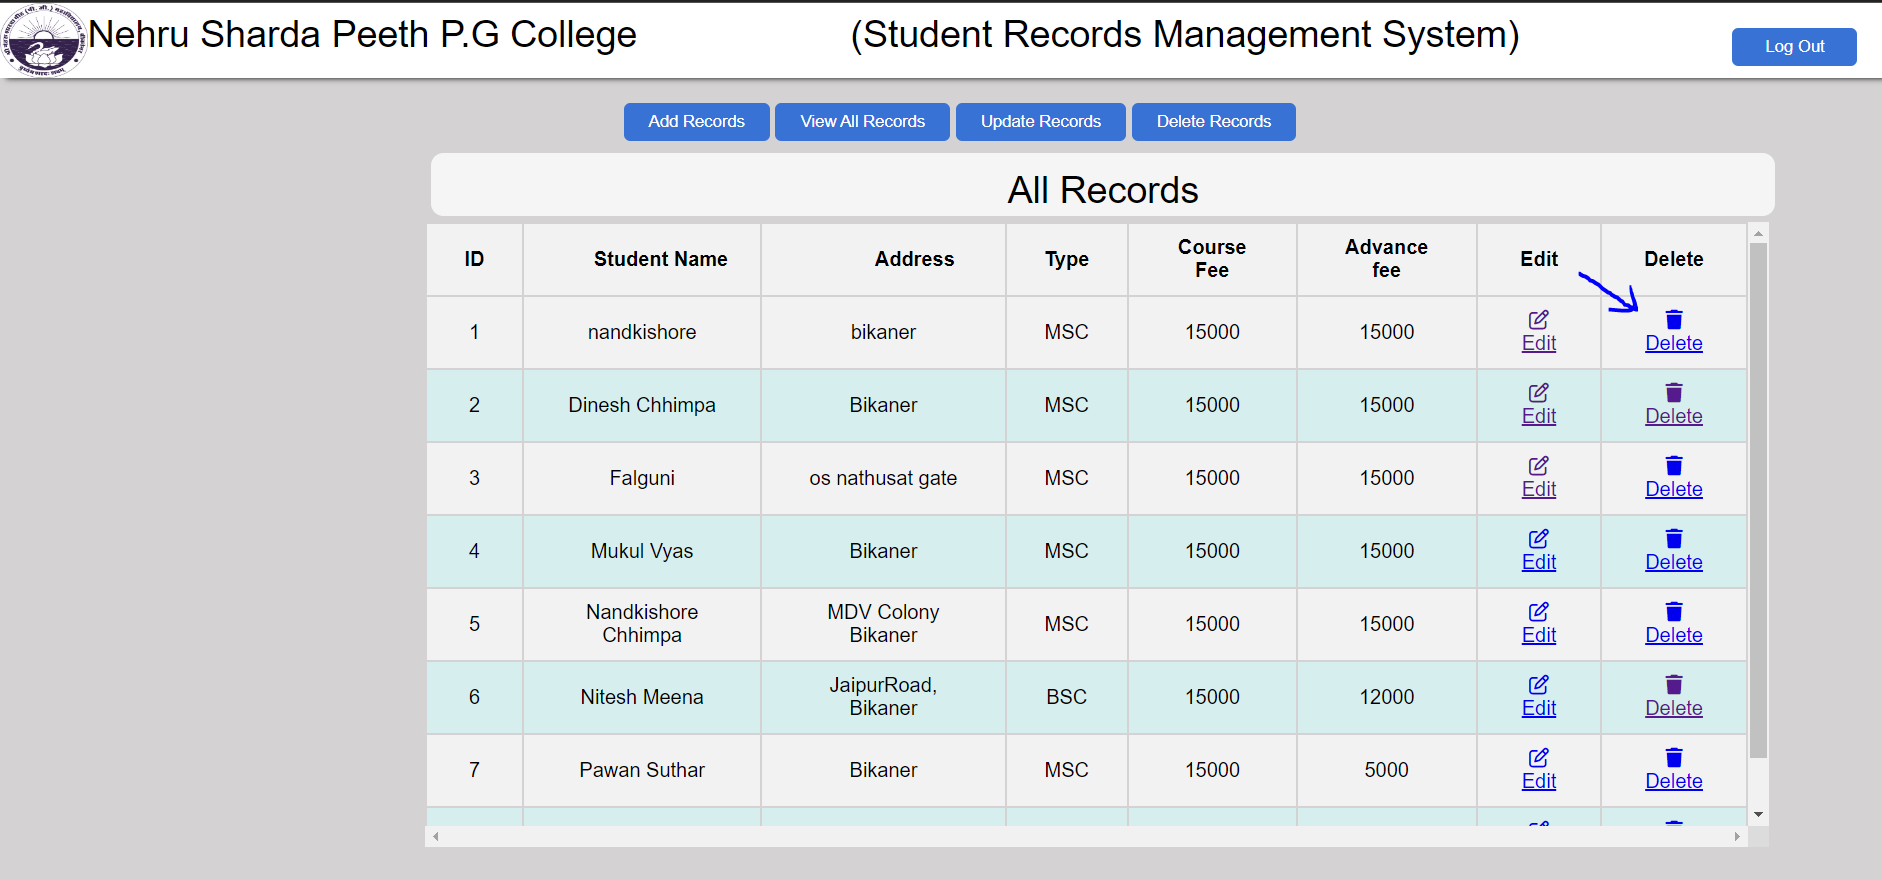 Nehru Sharda Peeth P.G College (Student Records Management System) Log Out
Add Records View All Records Update Records Delete Records
All Records
ID Student Name Address Type Course Fee Advance fee Edit Delete
1 nandkishore bikaner MSC 15000 15000 Edit Delete
2 Dinesh Chhimpa Bikaner MSC 15000 15000 Edit Delete
3 Falguni os nathusat gate MSC 15000 15000 Edit Delete
4 Mukul Vyas Bikaner MSC 15000 15000 Edit Delete
5 Nandkishore Chhimpa MDV Colony Bikaner MSC 15000 15000 Edit Delete
6 Nitesh Meena JaipurRoad, Bikaner BSC 15000 12000 Edit Delete
7 Pawan Suthar Bikaner MSC 15000 5000 Edit Delete